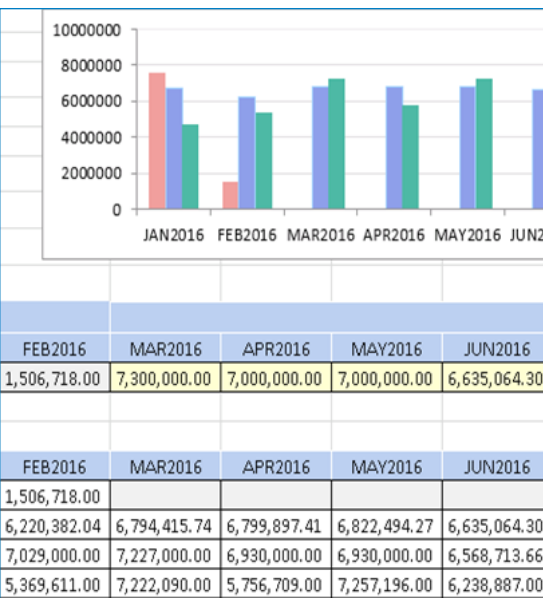 10000000
8000000
6000000
4000000
2000000
0
JAN2016 FEB2016 MAR2016 APR2016 MAY2016 JUN2
FEB2016 MAR2016 APR2016 MAY2016 JUN2016
1,506,718.00 7,300,000.00 7,000,000.00 7,000,000.00 6,635,064.30
FEB2016 MAR2016 APR2016 MAY2016 JUN2016
1,506,718.00
6,220,382.04 6,794,415.74 6,799,897.41 6,822,494.27 6,635,064.30
7,029,000.00 7,227,000.00 6,930,000.00 6,930,000.00 6,568,713.66
5,369,611.00 7,222,090.00 5,756,709.00 7,257,196.00 6,238,887.00